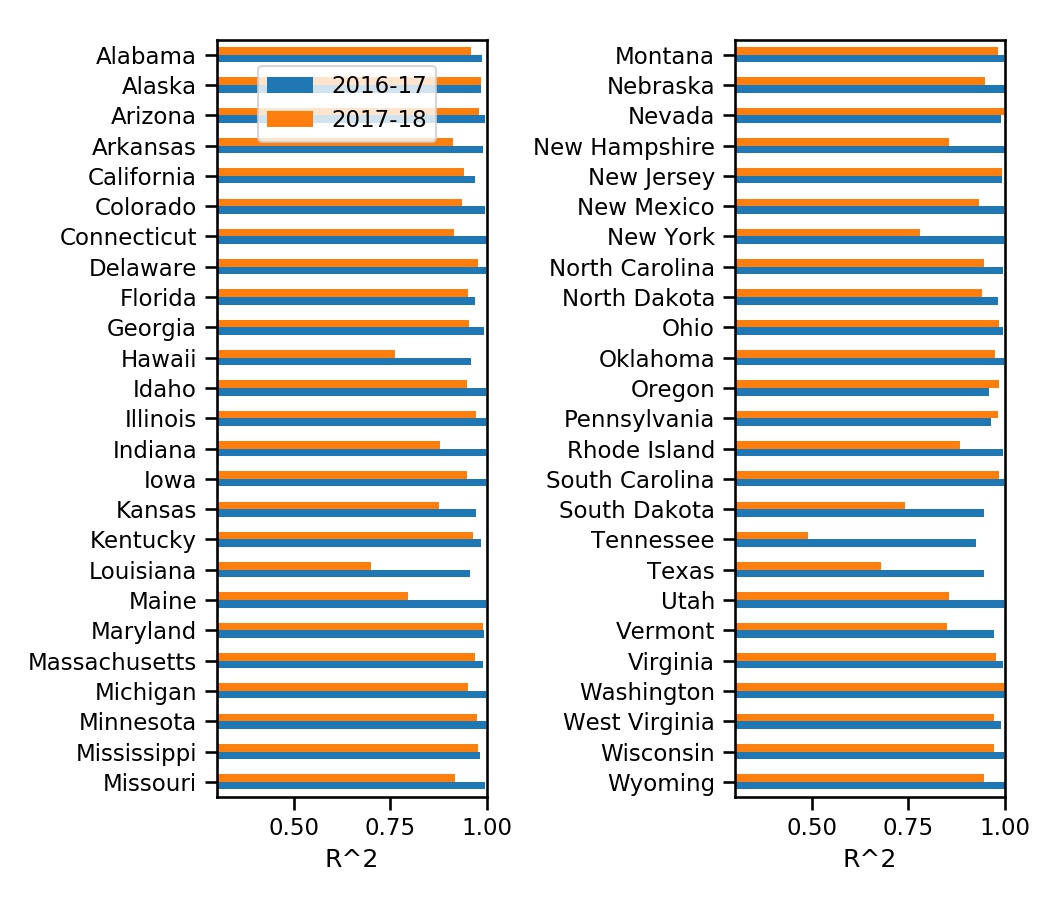 Alabama
Alaska
Arizona
Arkansas
California
Colorado
Connecticut
Delaware
Florida
Georgia
Hawaii
Idaho
Illinois
Indiana
Iowa
Kansas
Kentucky
Louisiana
Maine
Maryland
Massachusetts
Michigan
Minnesota
Mississippi
Missouri
2016-17
2017-18
0.50 0.75 1.00
R^2
Montana
Nebraska
Nevada
New Hampshire
New Jersey
New Mexico
New York
North Carolina
North Dakota
Ohio
Oklahoma
Oregon
Pennsylvania
Rhode Island
South Carolina
South Dakota
Tennessee
Texas
Utah
Vermont
Virginia
Washington
West Virginia
Wisconsin
Wyoming
0.50 0.75 1.00
R^2